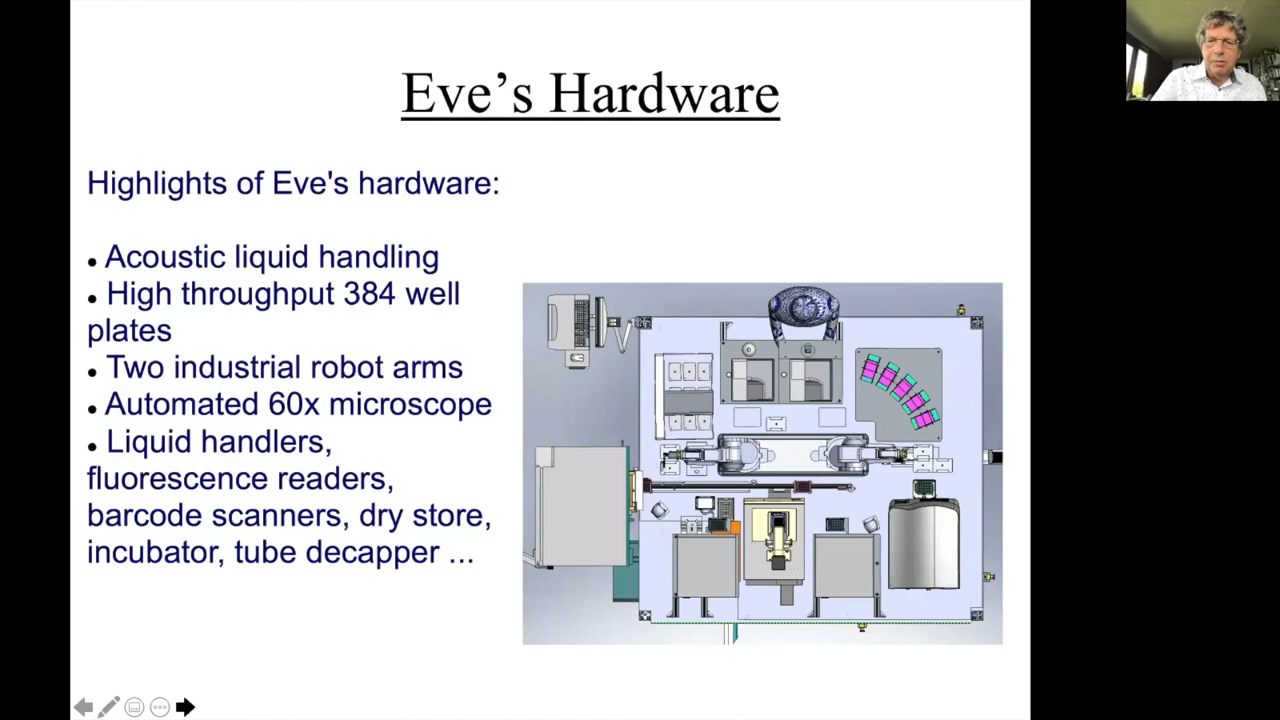 Eve's Hardware
Highlights of Eve's hardware:
• Acoustic liquid handling
• High throughput 384 well
plates
• Two industrial robot arms
• Automated 60x microscope
• Liquid handlers,
fluorescence readers,
barcode scanners, dry store,
incubator, tube decapper ...